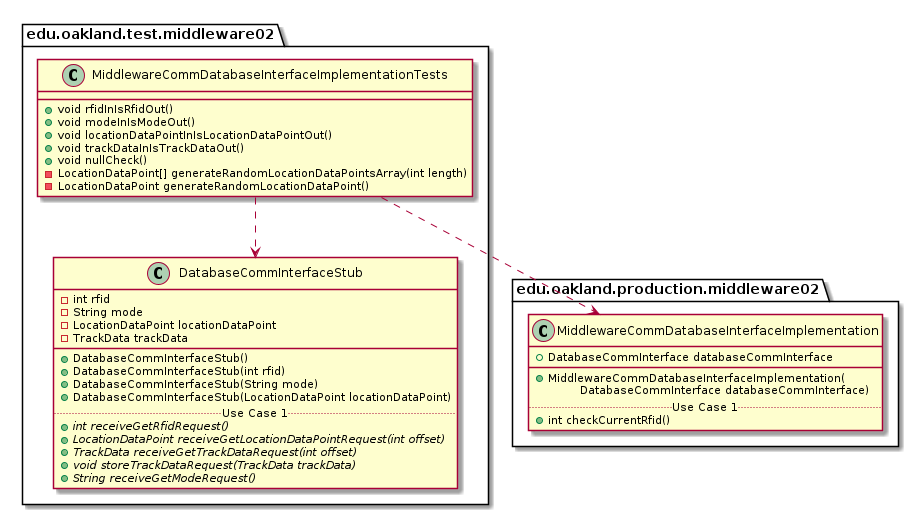 edu.oakland.test.middleware02
C MiddlewareCommDatabaseInterfaceImplementationTests
void rfidInIsRfidOut()
void modeInIsModeOut()
void locationDataPointInIsLocationDataPointOut()
void trackDataInIsTrackDataOut()
void nullCheck()
LocationDataPoint[] generateRandomLocationDataPointsArray(int length)
LocationDataPoint generateRandomLocationDataPoint()
C DatabaseCommInterfaceStub
int rfid
String mode
LocationDataPoint locationDataPoint
TrackData trackData
DatabaseCommInterfaceStub()
DatabaseCommInterfaceStub(int rfid)
DatabaseCommInterfaceStub(String mode)
DatabaseCommInterfaceStub(LocationDataPoint locationDataPoint)
Use Case 1
int receiveGetRfidRequest()
LocationDataPoint receiveGetLocationDataPointRequest(int offset)
TrackData receiveGetTrackDataRequest(int offset)
void storeTrackDataRequest(TrackData trackData)
String receiveGetModeRequest()
edu.oakland.production.middleware02
C MiddlewareCommDatabaseInterfaceImplementation
DatabaseCommInterface databaseCommInterface
MiddlewareCommDatabaseInterfaceImplementation(
DatabaseCommInterface databaseCommInterface)
Use Case 1
int checkCurrentRfid()